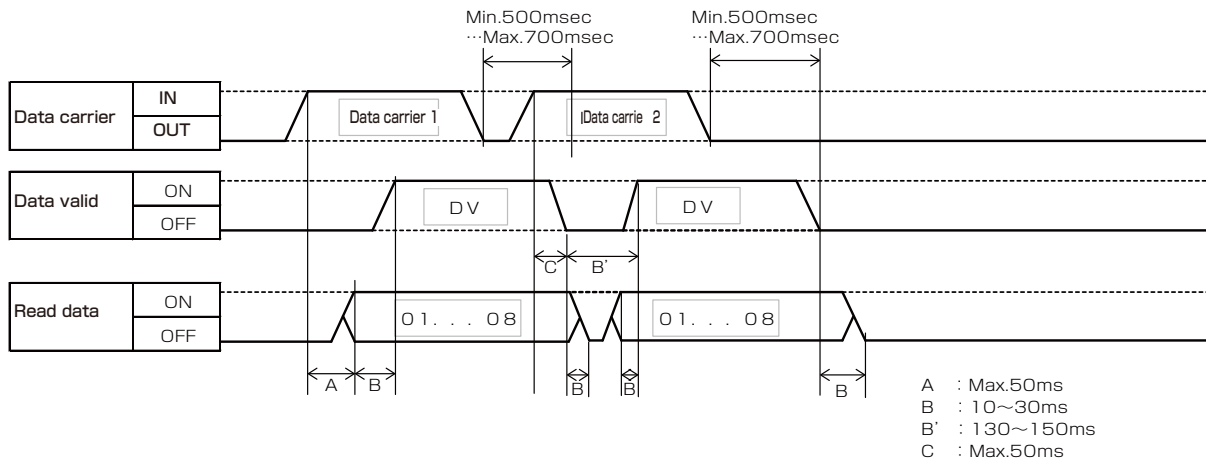 Min.500msec
…Max.700msec
Min.500msec
…Max.700msec
Data carrier
IN
OUT
Data carrier 1
Data carrie 2
Data valid
ON
OFF
DV
DV
C
B'
Read data
ON
OFF
01...08
01...08
A
B
B
B
B
A : Max.50ms
B : 10～30ms
B' : 130～150ms
C : Max.50ms